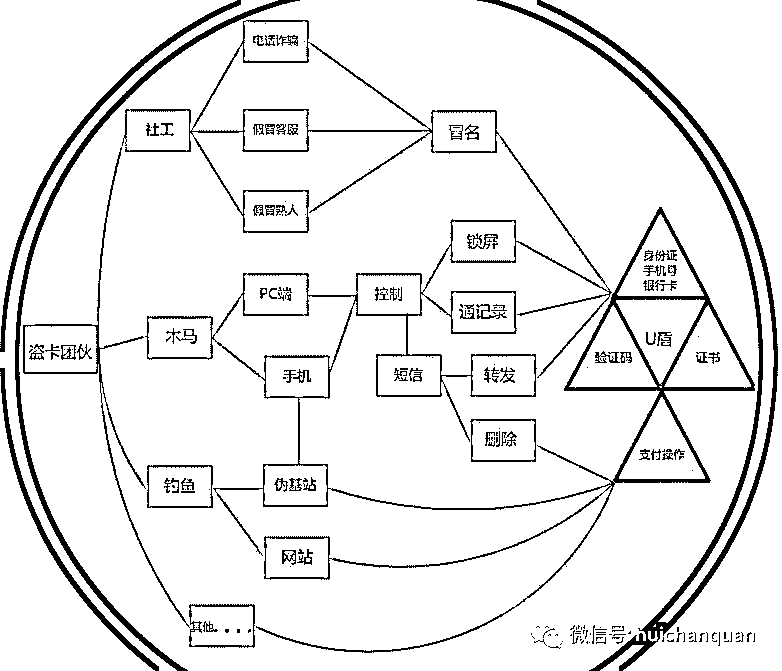 电话诈骗
社工
假冒客服
冒名
假冒熟人
锁屏
身份证
手机号
银行卡
PC端
控制
通记录
木马
U盾
盗卡团伙
验证码
证书
手机
短信
转发
删除
支付操作
钓鱼
伪基站
网站
其他....
微信号:huichanquan